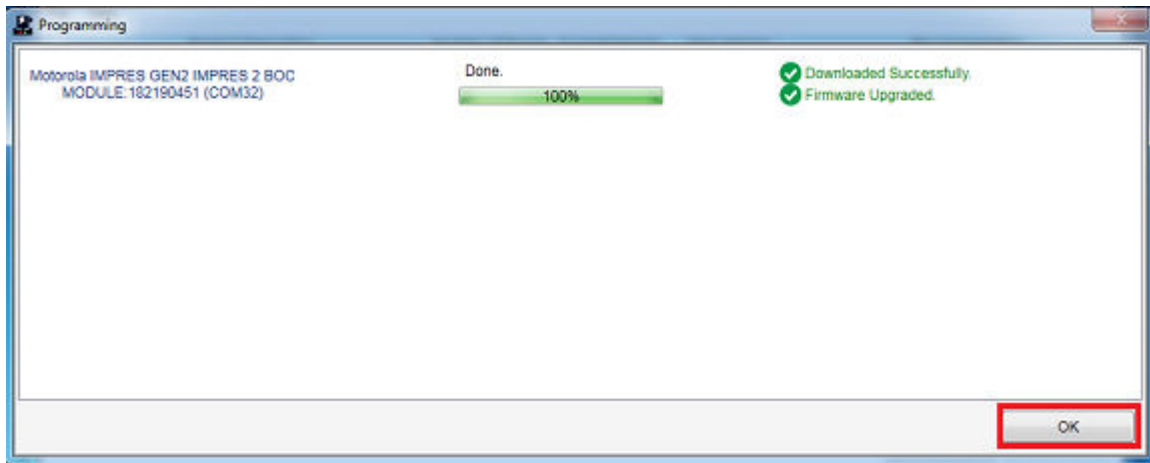 Programming
Motorola IMPRES GEN2 IMPRES 2 BOC
MODULE:182190451 (COM32)
Done.
100%
Downloaded Successfully.
Firmware Upgraded.
OK